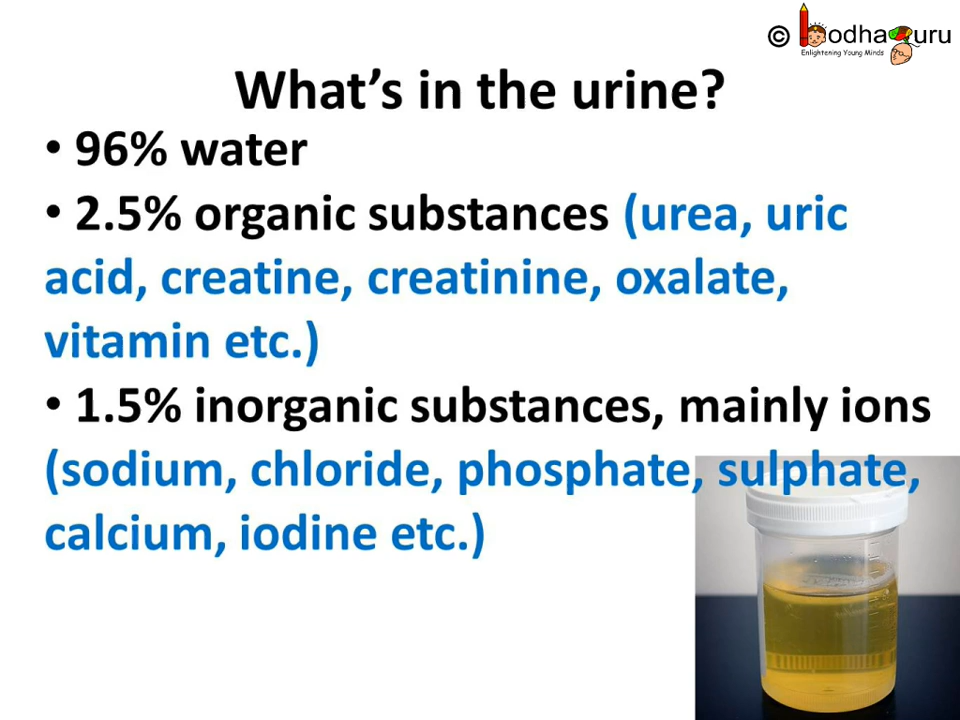 © BodhaGuru
Enlightening Young Minds
What's in the urine?
• 96% water
• 2.5% organic substances (urea, uric
acid, creatine, creatinine, oxalate,
vitamin etc.)
• 1.5% inorganic substances, mainly ions
(sodium, chloride, phosphate, sulphate,
calcium, iodine etc.)